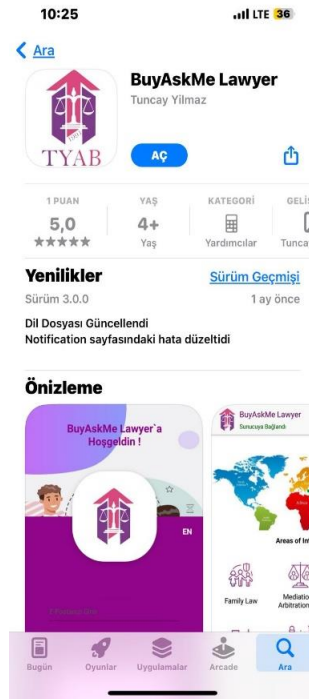 10:25
LTE 36
Ara
BuyAskMe Lawyer
Tuncay Yilmaz
TYAB
AÇ
1 PUAN
YAŞ
KATEGORİ
5,0
4+
★★★★★
Yaş
Yardımcılar
Yenilikler
Sürüm Geçmişi
Sürüm 3.0.0
1 ay önce
Dil Dosyası Güncellendi
Notification sayfasındaki hata düzeltidi
Önizleme
BuyAskMe Lawyer`a
Hoşgeldin !
EN
BuyAskMe Lawyer
Sunucuya Bağlandı
Family Law
Bugün
Oyunlar
Uygulamalar
Arcade
Ara